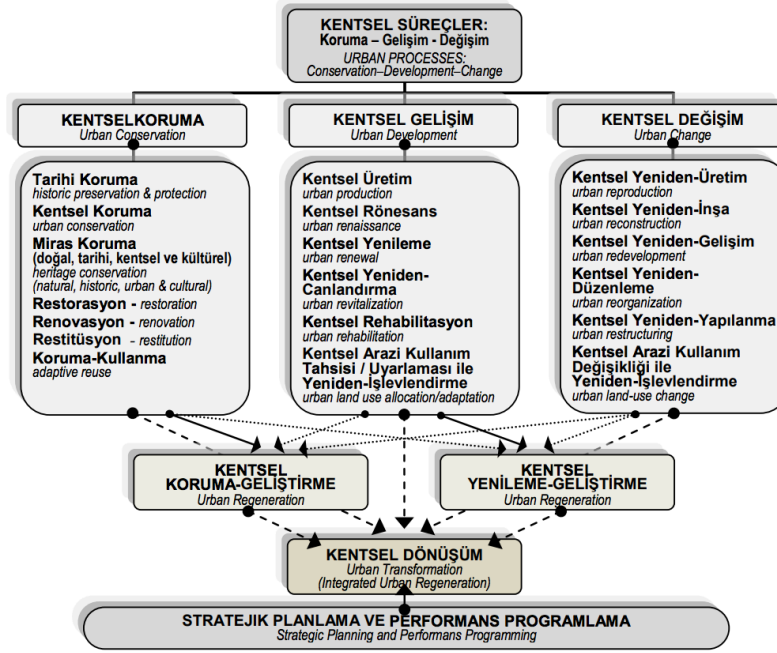 KENTSEL SÜREÇLER:
Koruma – Gelişim - Değişim
URBAN PROCESSES:
Conservation–Development–Change
KENTSELKORUMA
Urban Conservation
KENTSEL GELİŞİM
Urban Development
KENTSEL DEĞİŞİM
Urban Change
Tarihi Koruma
historic preservation & protection
Kentsel Koruma
urban conservation
Miras Koruma
(doğal, tarihi, kentsel ve kültürel)
heritage conservation
(natural, historic, urban & cultural)
Restorasyon - restoration
Renovasyon - renovation
Restitüsyon - restitution
Koruma-Kullanma
adaptive reuse
Kentsel Üretim
urban production
Kentsel Rönesans
urban renaissance
Kentsel Yenileme
urban renewal
Kentsel Yeniden-
Canlandırma
urban revitalization
Kentsel Rehabilitasyon
urban rehabilitation
Kentsel Arazi Kullanım
Tahsisi / Uyarlaması ile
Yeniden-İşlevlendirme
urban land use allocation/adaptation
Kentsel Yeniden-Üretim
urban reproduction
Kentsel Yeniden-İnşa
urban reconstruction
Kentsel Yeniden-Gelişim
urban redevelopment
Kentsel Yeniden-
Düzenleme
urban reorganization
Kentsel Yeniden-Yapılanma
urban restructuring
Kentsel Arazi Kullanım
Değişikliği ile
Yeniden-İşlevlendirme
urban land-use change
KENTSEL
KORUMA-GELİŞTİRME
Urban Regeneration
KENTSEL
YENİLEME-GELİŞTİRME
Urban Regeneration
KENTSEL DÖNÜŞÜM
Urban Transformation
(Integrated Urban Regeneration)
STRATEJIK PLANLAMA VE PERFORMANS PROGRAMLAMA
Strategic Planning and Performans Programming